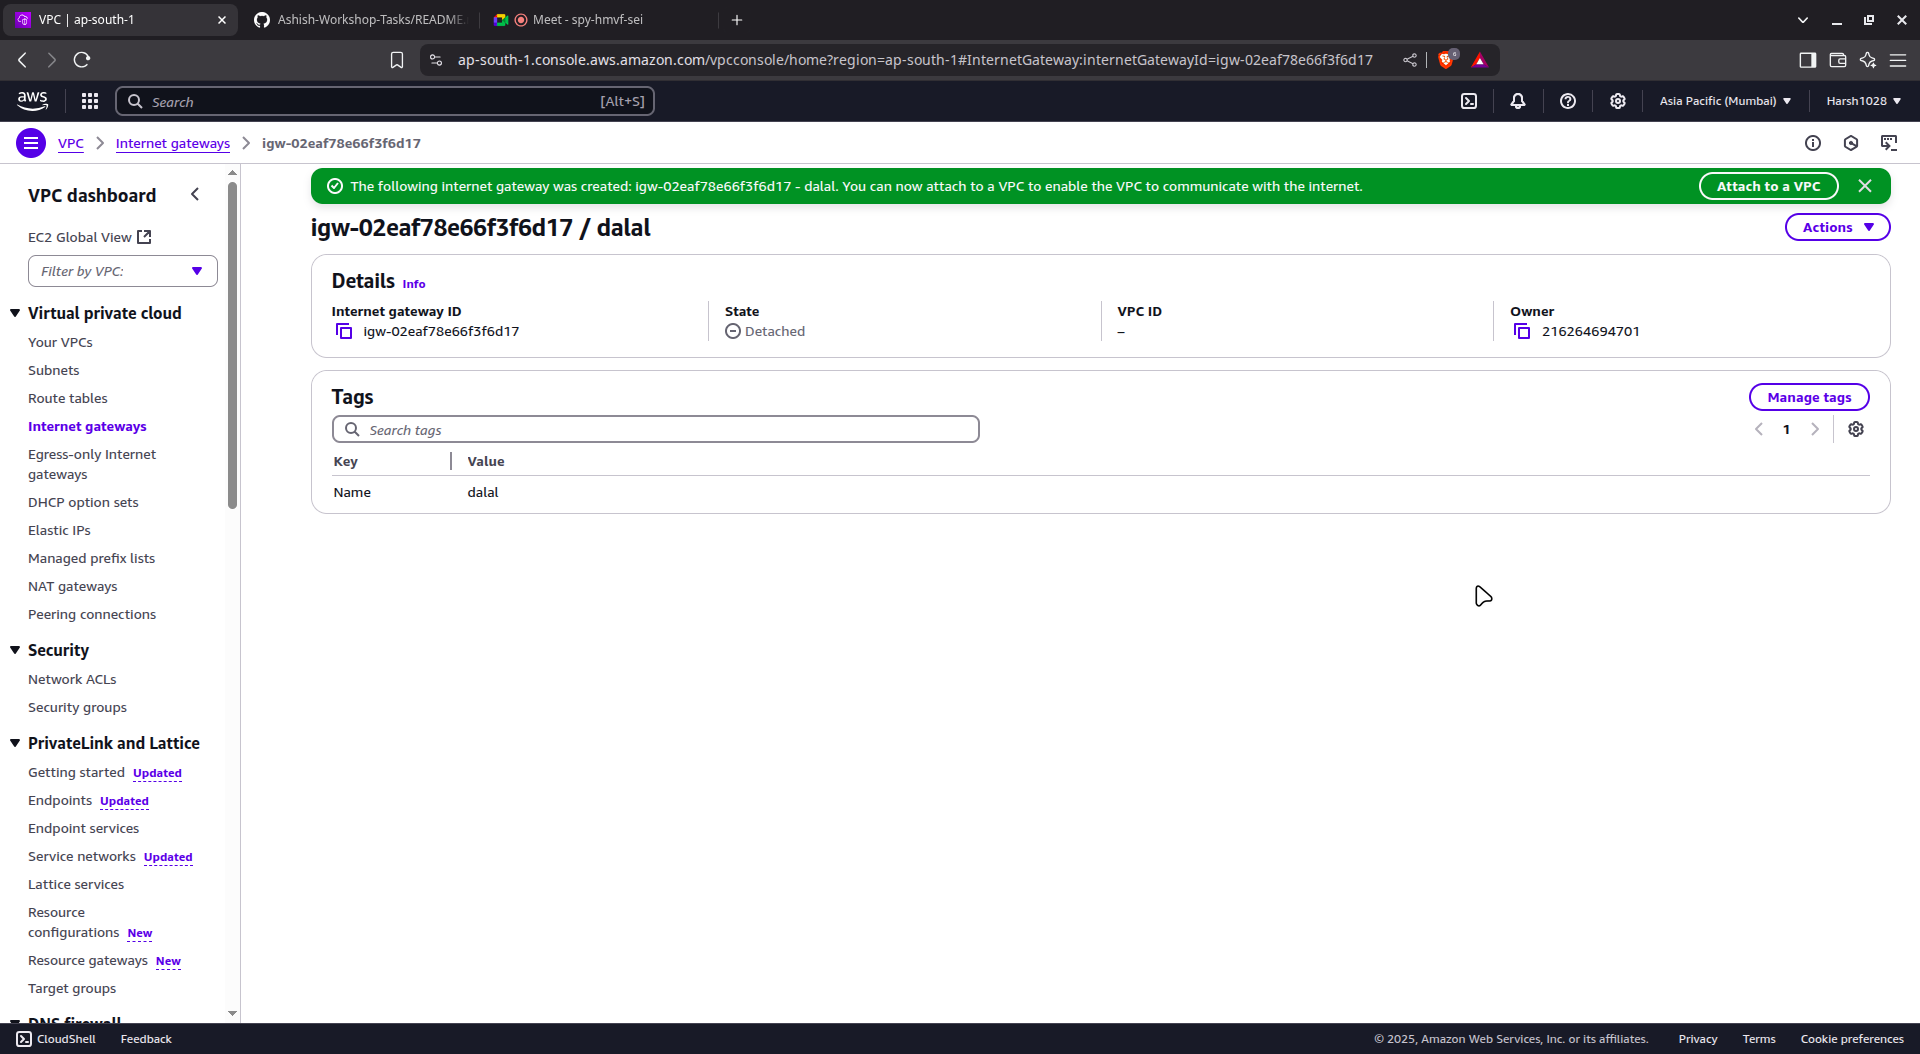 VPC | ap-south-1
Ashish-Workshop-Tasks/README.
Meet - spy-hmvf-sei
ap-south-1.console.aws.amazon.com/vpcconsole/home?region=ap-south-1#InternetGateway:internetGatewayId=igw-02eaf78e66f3f6d17
aws
Search
[Alt+S]
Asia Pacific (Mumbai)
Harsh1028
VPC
Internet gateways
igw-02eaf78e66f3f6d17
VPC dashboard
EC2 Global View
Filter by VPC:
Virtual private cloud
Your VPCs
Subnets
Route tables
Internet gateways
Egress-only Internet
gateways
DHCP option sets
Elastic IPs
Managed prefix lists
NAT gateways
Peering connections
Security
Network ACLs
Security groups
PrivateLink and Lattice
Getting started Updated
Endpoints Updated
Endpoint services
Service networks Updated
Lattice services
Resource
configurations New
Resource gateways New
Target groups
DNS firewall
The following internet gateway was created: igw-02eaf78e66f3f6d17 - dalal. You can now attach to a VPC to enable the VPC to communicate with the internet.
Attach to a VPC
igw-02eaf78e66f3f6d17 / dalal
Actions
Details Info
Internet gateway ID
igw-02eaf78e66f3f6d17
State
Detached
VPC ID
–
Owner
216264694701
Tags
Manage tags
Search tags
1
Key Value
Name dalal
CloudShell
Feedback
© 2025, Amazon Web Services, Inc. or its affiliates.
Privacy
Terms
Cookie preferences